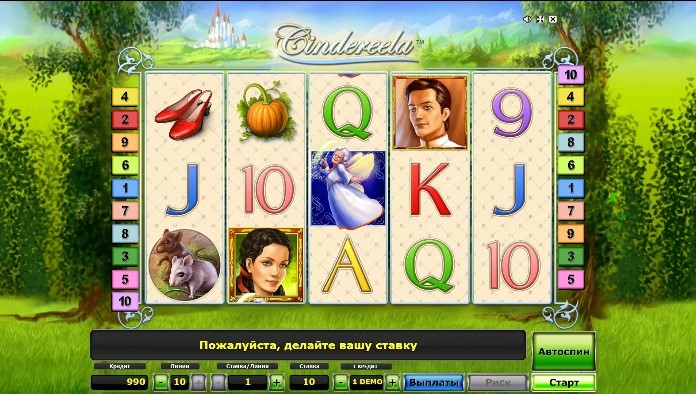 Cindereela™
10
4 4
2 2
9 Q 9 9
6 6
1 J 10 K J 1
7 7
8 9
3 A Q 10 3
5 5
10
Пожалуйста, делайте вашу ставку
Автоспин
Кредит Линии Ставка/Линия Ставка 1 Кредит
990 - 10 + - 1 + 10 - 1 DEMO + Выплаты Риск Старт